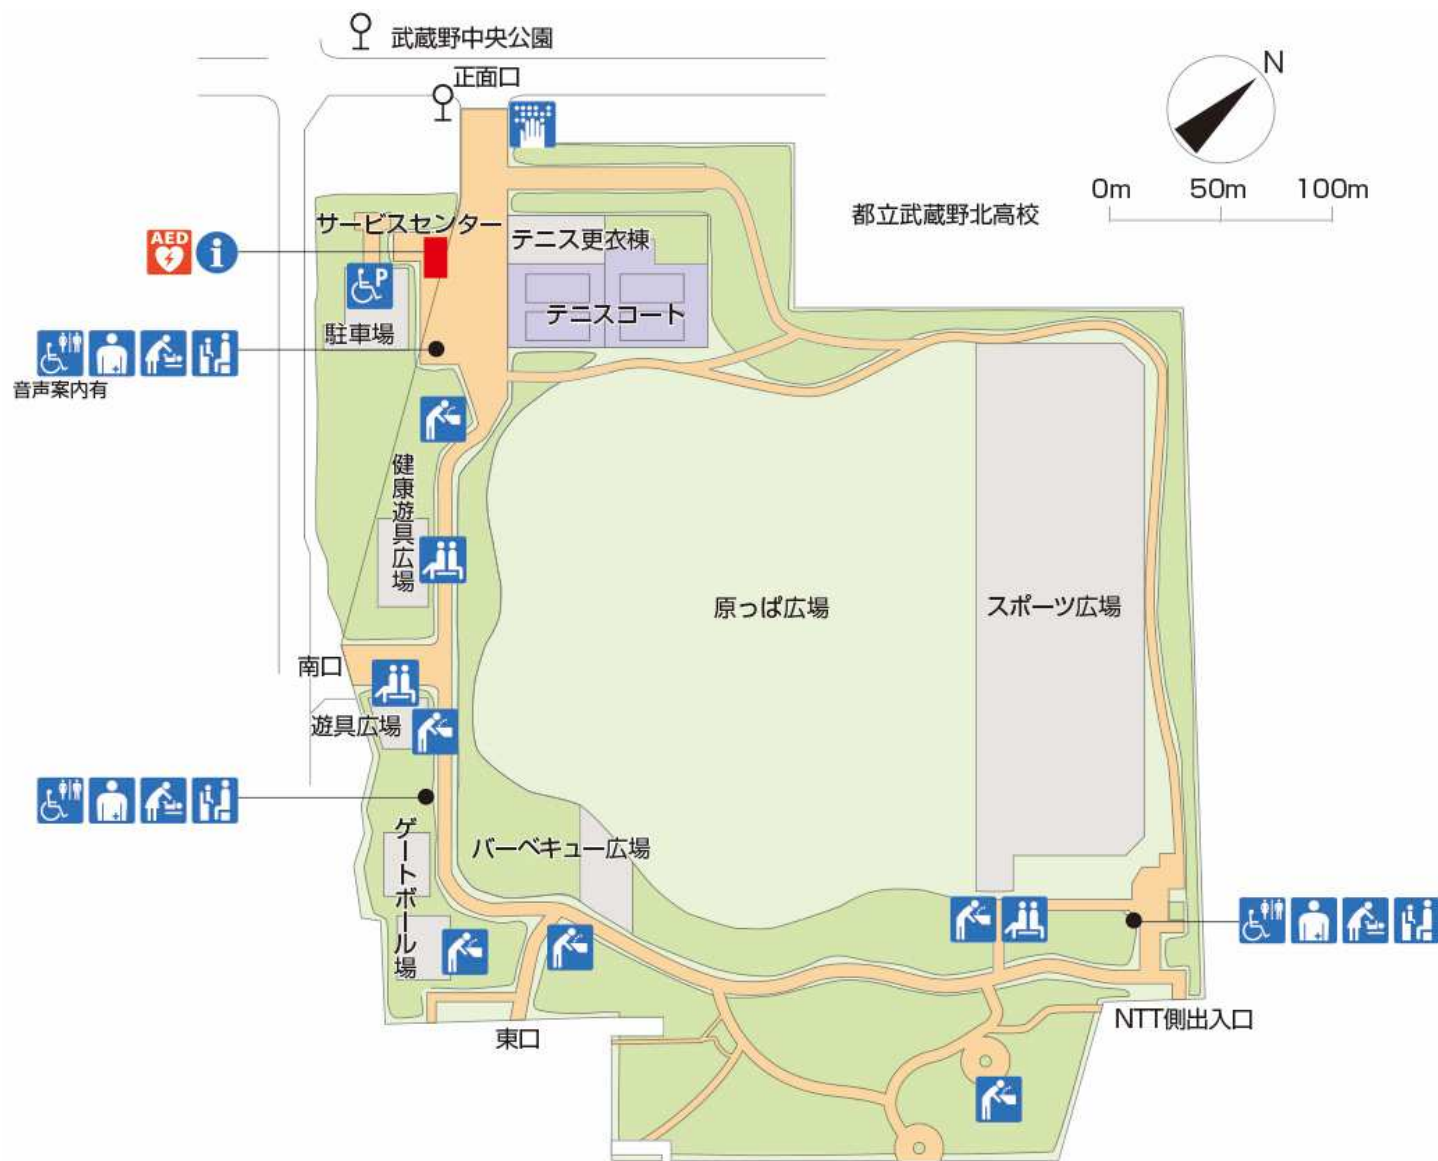 武蔵野中央公園
正面口
N
0m 50m 100m
都立武蔵野北高校
サービスセンター
テニス更衣棟
AED
i
P
テニスコート
駐車場
音声案内有
健康遊具広場
原っぱ広場
スポーツ広場
南口
遊具広場
ゲートボール場
バーベキュー広場
NTT側出入口
東口